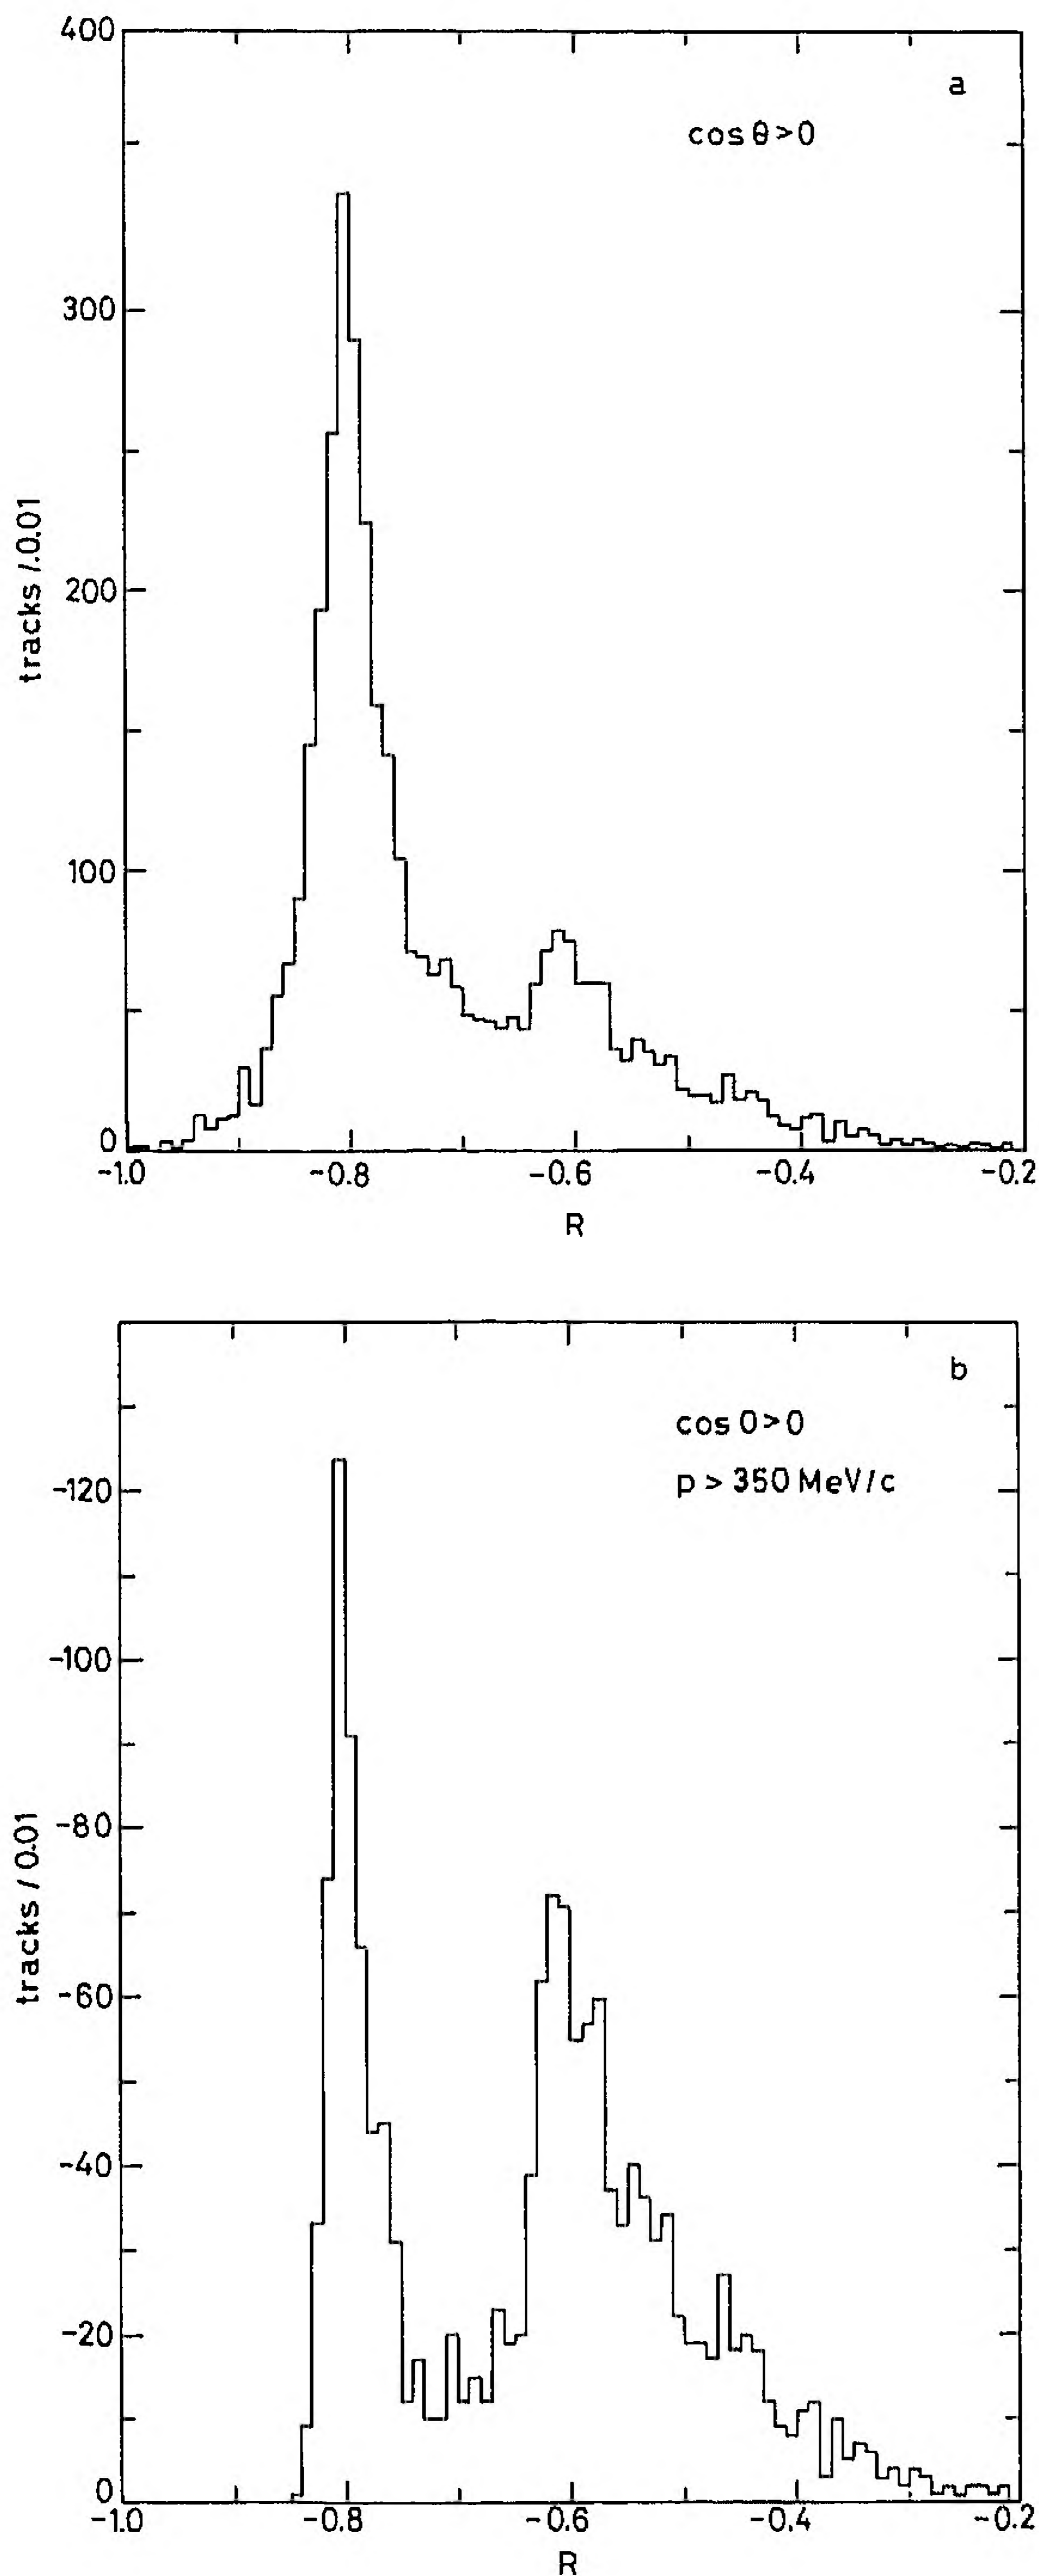 400
a
cos θ>0
300
tracks /.0.01
200
100
0
-1.0
-0.8
-0.6
-0.4
-0.2
R
b
cos 0>0
p > 350 MeV/c
-120
-100
-80
tracks / 0.01
-60
-40
-20
0
-1.0
-0.8
-0.6
-0.4
-0.2
R